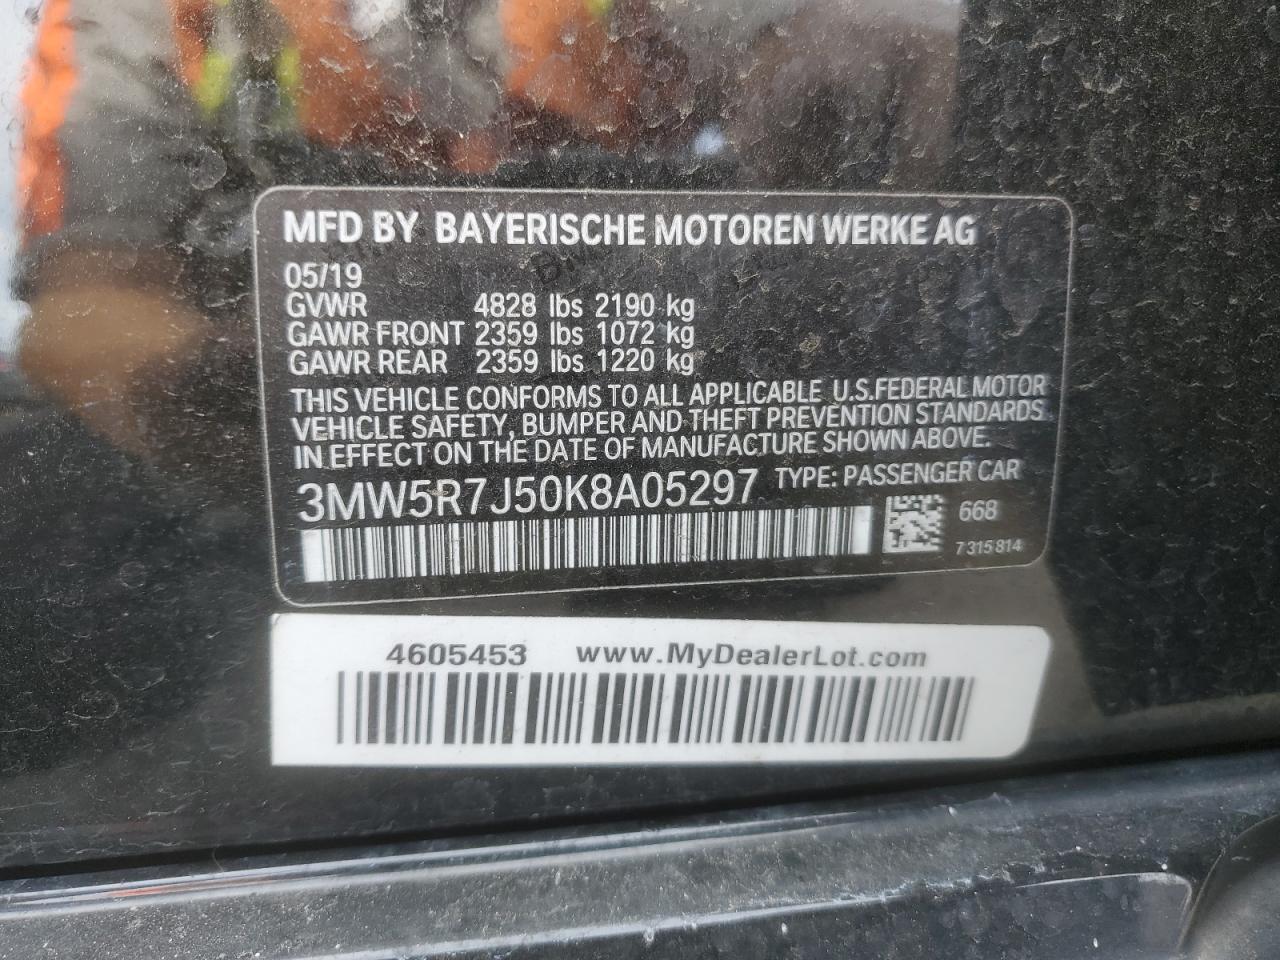 MFD BY BAYERISCHE MOTOREN WERKE AG
05/19
GVWR 4828 lbs 2190 kg
GAWR FRONT 2359 lbs 1072 kg
GAWR REAR 2359 lbs 1220 kg
THIS VEHICLE CONFORMS TO ALL APPLICABLE U.S.FEDERAL MOTOR
VEHICLE SAFETY, BUMPER AND THEFT PREVENTION STANDARDS
IN EFFECT ON THE DATE OF MANUFACTURE SHOWN ABOVE.
3MW5R7J50K8A05297 TYPE: PASSENGER CAR
668
7315814
4605453 www.MyDealerLot.com